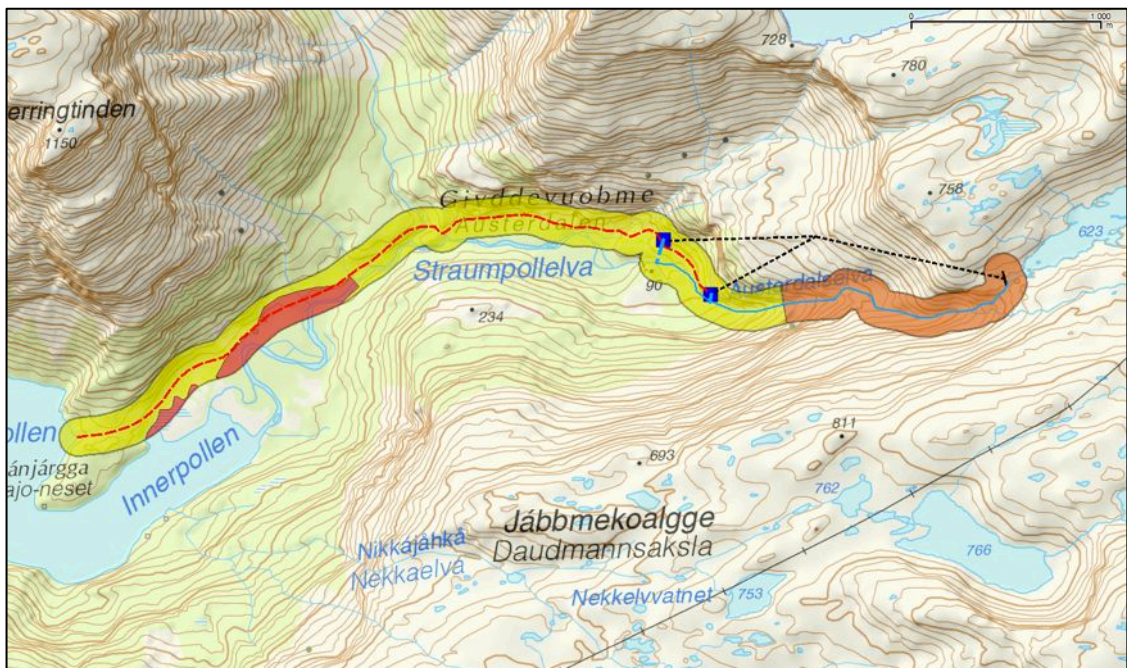 0 1 000
m
728
780
erringtinden
1150
758
Givddevuobme
Austerdalen
623
Straumpollelva
90
Austerdalselva
234
ollen
811
ánjárgga
ajo-neset
Innerpollen
693
762
Jábbmekoalgge
Daudmannsaksla
Nikkájåhkå
Nekkaelva
766
Nekkelvvatnet
753